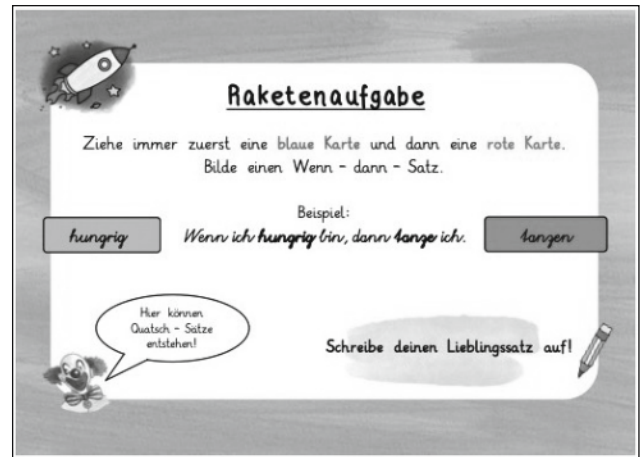 Raketenaufgabe
Ziehe immer zuerst eine blaue Karte und dann eine rote Karte.
Bilde einen Wenn – dann – Satz.
Beispiel:
hungrig
Wenn ich hungrig bin, dann tanze ich.
tanzen
Hier können
Quatsch – Sätze
entstehen!
Schreibe deinen Lieblingssatz auf!